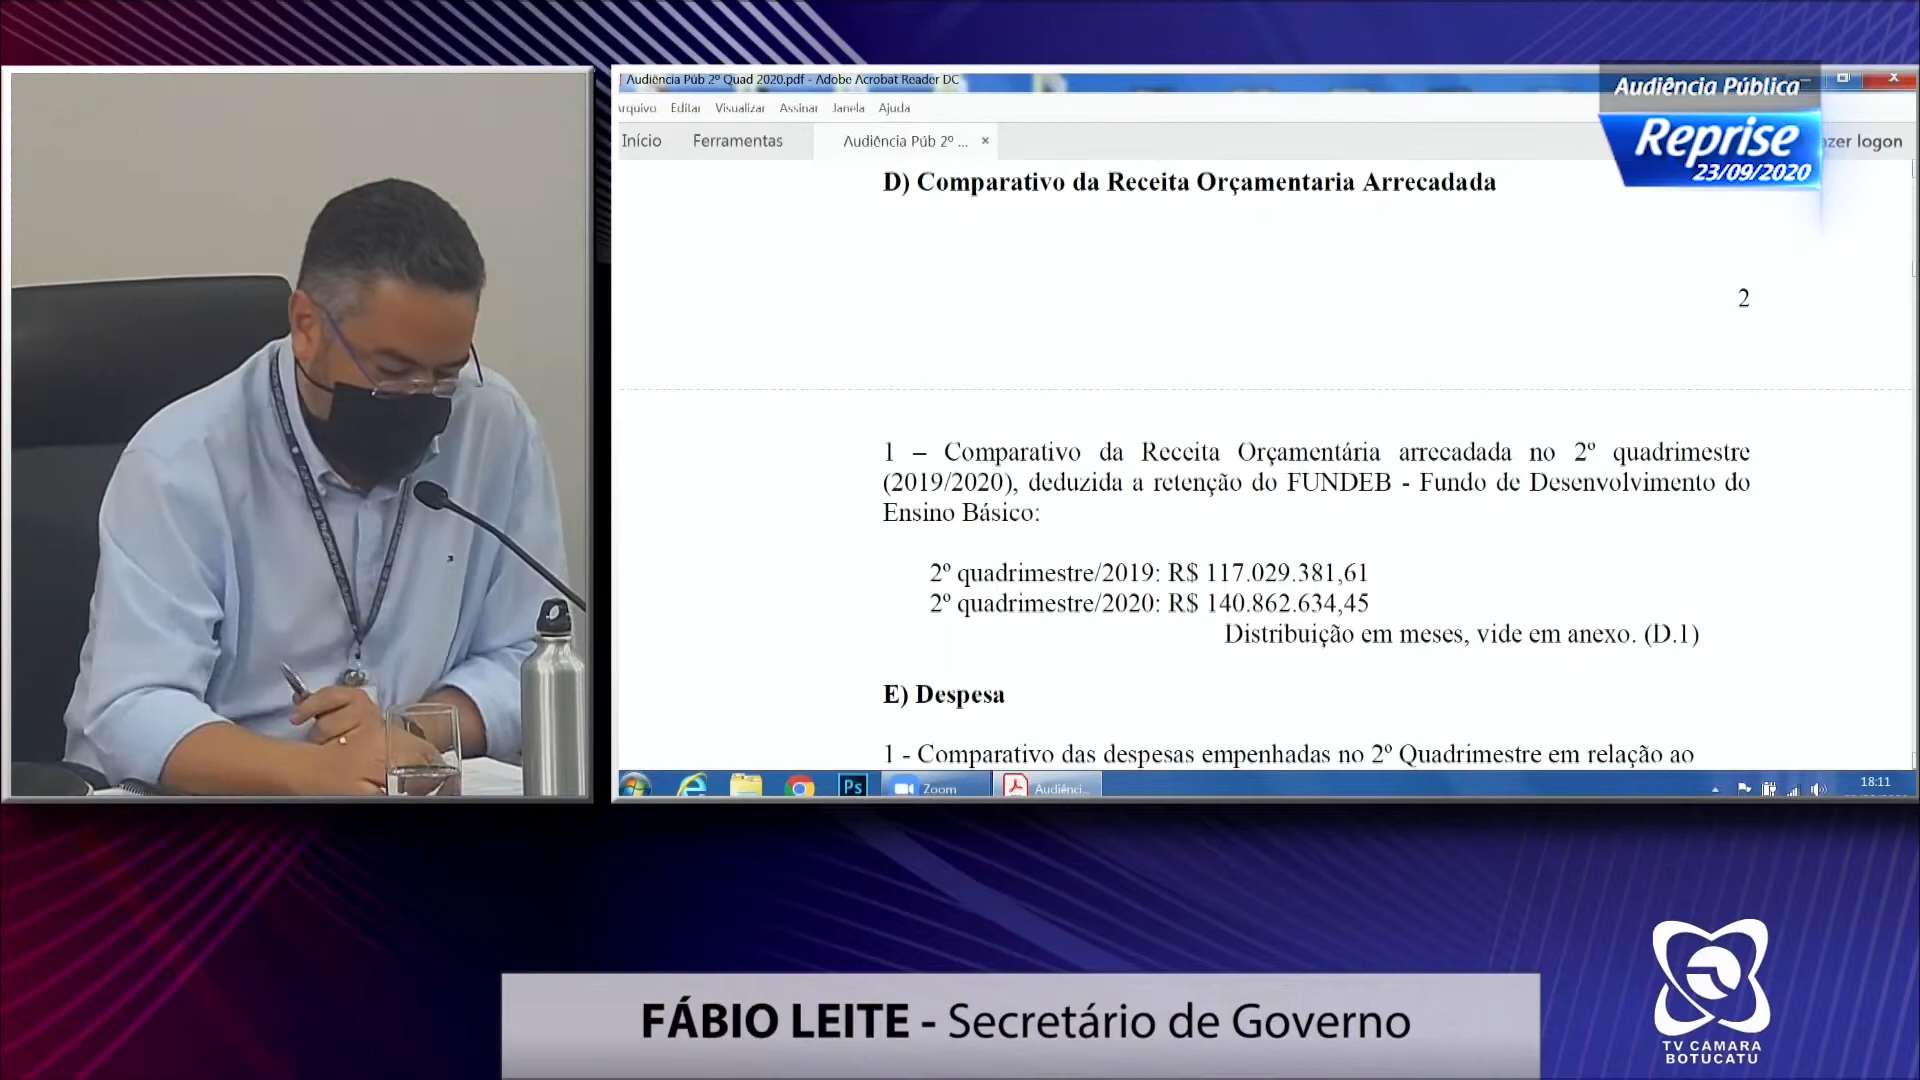 Audiência Púb 2º Quad 2020.pdf - Adobe Acrobat Reader DC
Audiência Pública
rquivo Editar Visualizar Assinar Janela Ajuda
Reprise
Início Ferramentas Audiência Púb 2º ... × azer logon
23/09/2020
D) Comparativo da Receita Orçamentaria Arrecadada
2
1 – Comparativo da Receita Orçamentária arrecadada no 2º quadrimestre
(2019/2020), deduzida a retenção do FUNDEB - Fundo de Desenvolvimento do
Ensino Básico:
2º quadrimestre/2019: R$ 117.029.381,61
2º quadrimestre/2020: R$ 140.862.634,45
Distribuição em meses, vide em anexo. (D.1)
E) Despesa
1 - Comparativo das despesas empenhadas no 2º Quadrimestre em relação ao
Ps Zoom Audiênci... 18:11
FÁBIO LEITE - Secretário de Governo
TV CÂMARA
BOTUCATU